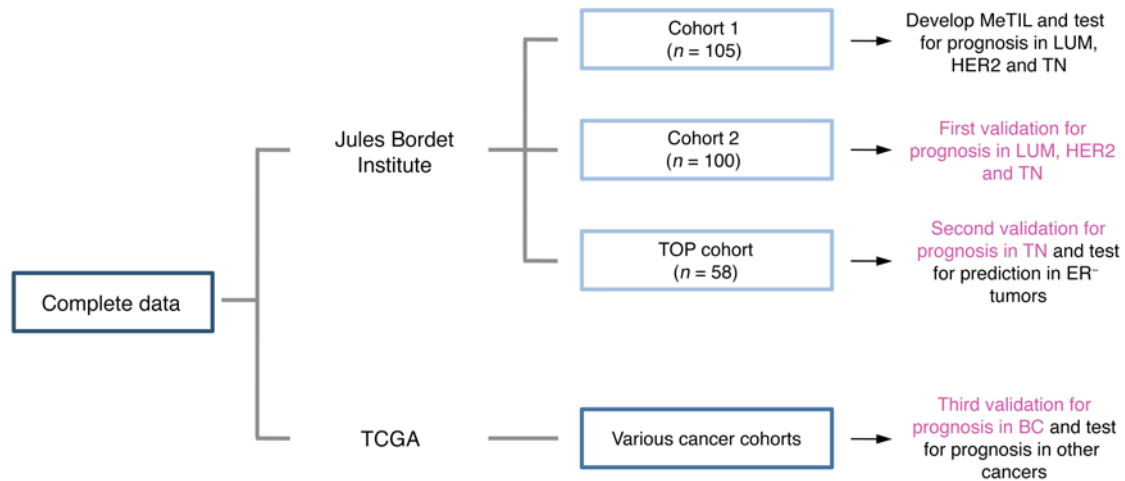 Complete data
Jules Bordet
Institute
TCGA
Cohort 1
(n = 105)
Develop MeTIL and test
for prognosis in LUM,
HER2 and TN
Cohort 2
(n = 100)
First validation for
prognosis in LUM, HER2
and TN
TOP cohort
(n = 58)
Second validation for
prognosis in TN and test
for prediction in ER⁻
tumors
Various cancer cohorts
Third validation for
prognosis in BC and test
for prognosis in other
cancers